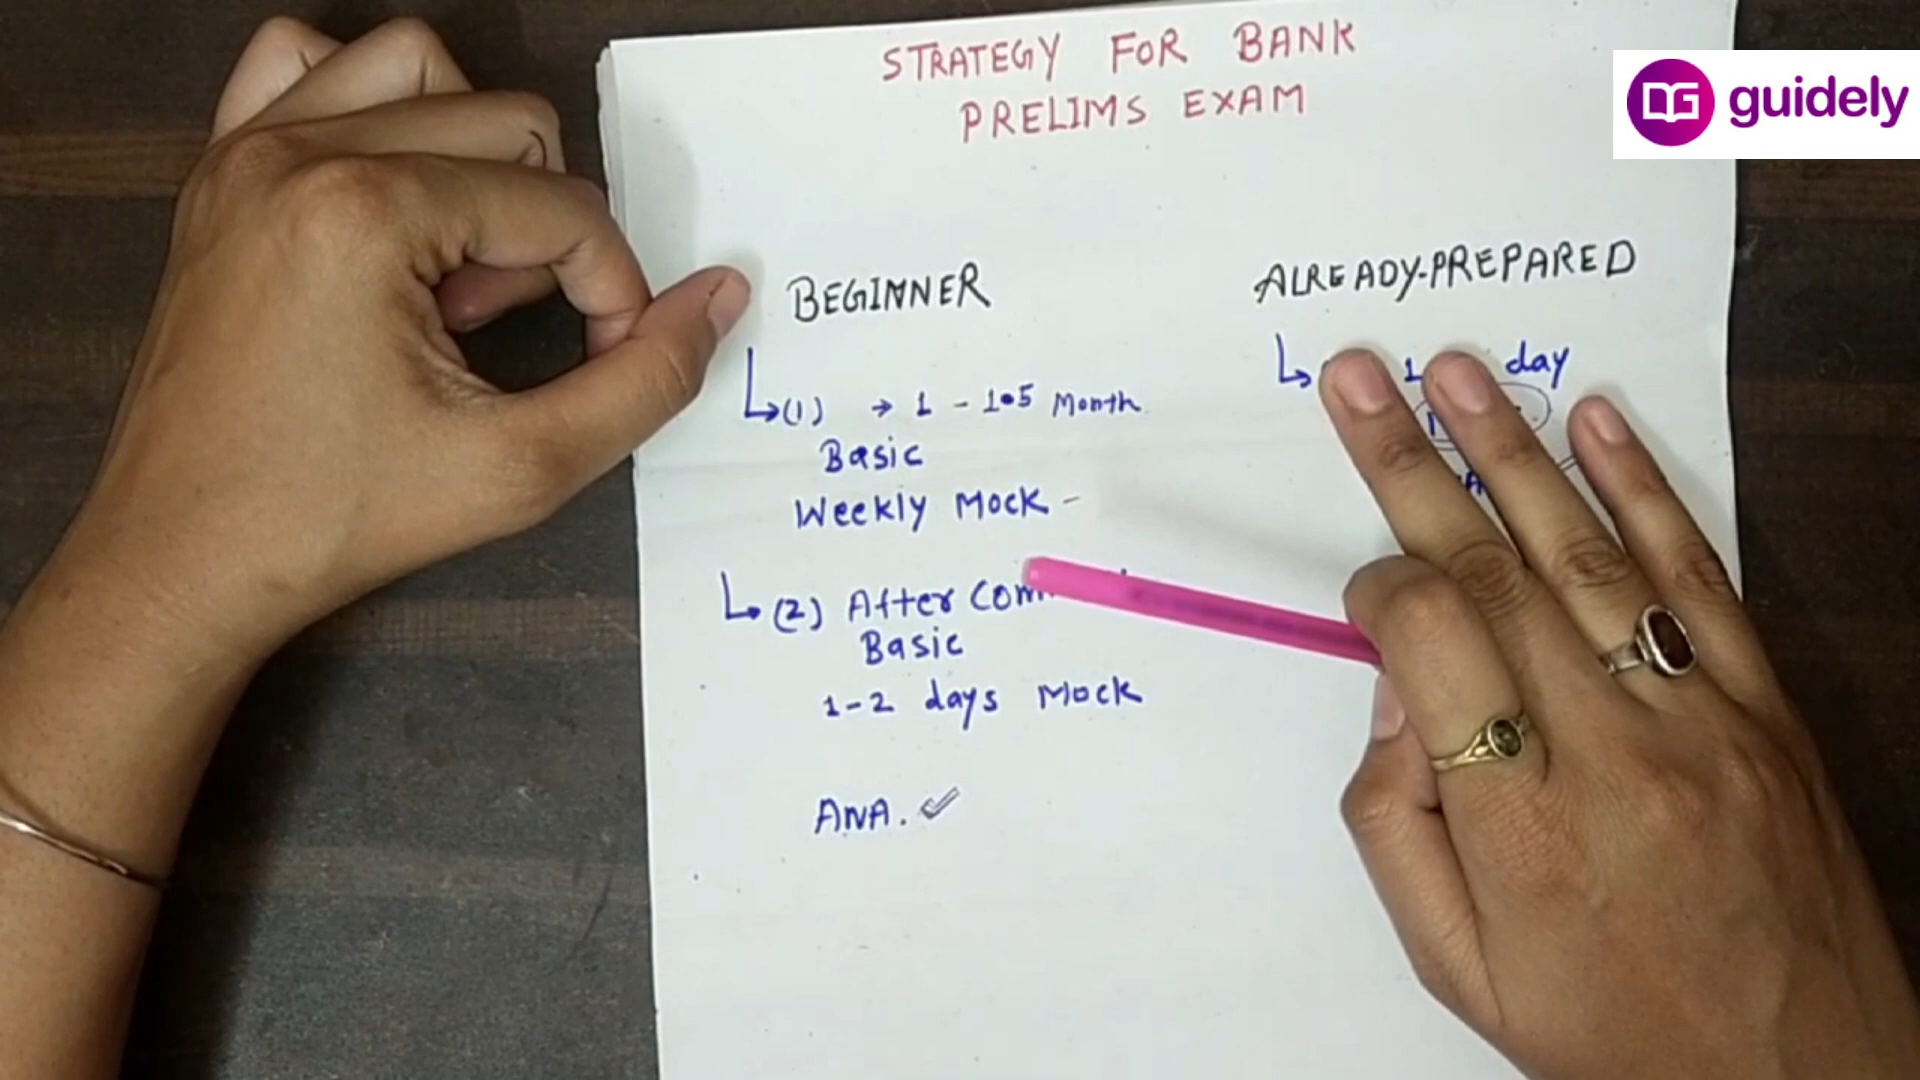 STRATEGY FOR BANK
PRELIMS EXAM
guidely
BEGINNER
↳(1) → 1 - 1.5 Month
Basic
Weekly Mock -
↳(2) After
Basic
1-2 days Mock
ANA. ✓
ALREADY-PREPARED
↳ 1 day